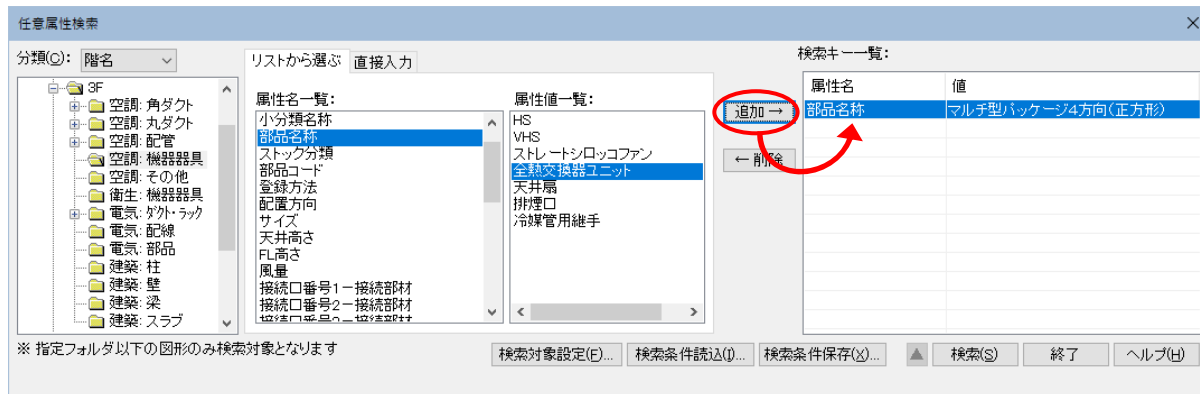 任意属性検索
分類(C): 階名
3F
空調: 角ダクト
空調: 丸ダクト
空調: 配管
空調: 機器器具
空調: その他
衛生: 機器器具
電気: ダクト・ラック
電気: 配線
電気: 部品
建築: 柱
建築: 壁
建築: 梁
建築: スラブ
リストから選ぶ 直接入力
属性名一覧:
小分類名称
部品名称
ストック分類
部品コード
登録方法
配置方向
サイズ
天井高さ
FL高さ
風量
接続口番号1-接続部材
接続口番号2-接続部材
属性値一覧:
HS
VHS
ストレートシロッコファン
全熱交換器ユニット
天井扇
排煙口
冷媒管用継手
追加→
←削除
検索キー一覧:
属性名 値
部品名称 マルチ型パッケージ4方向(正方形)
※ 指定フォルダ以下の図形のみ検索対象となります
検索対象設定(F)... 検索条件読込(I)... 検索条件保存(X)... ▲ 検索(S) 終了 ヘルプ(H)